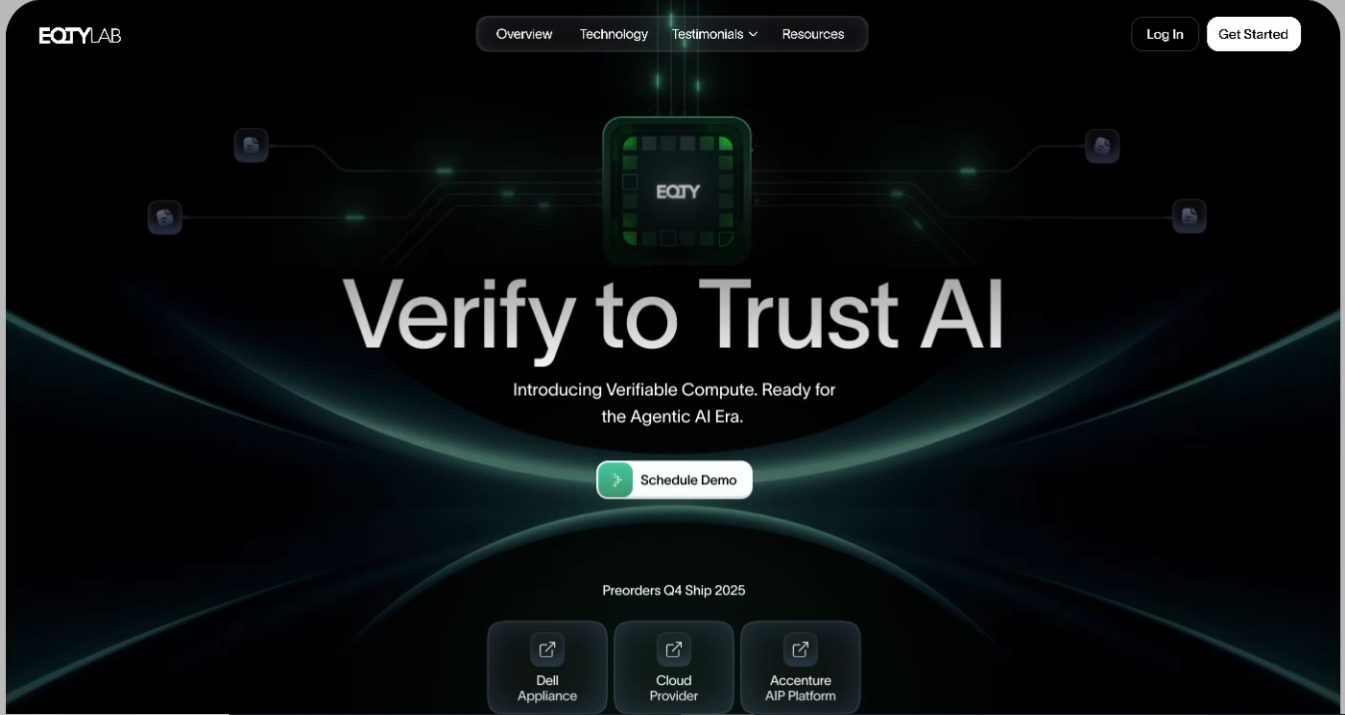 EQTYLAB
Overview
Technology
Testimonials
Resources
Log In
Get Started
EQTY
Verify to Trust AI
Introducing Verifiable Compute. Ready for
the Agentic AI Era.
Schedule Demo
Preorders Q4 Ship 2025
Dell
Appliance
Cloud
Provider
Accenture
AIP Platform